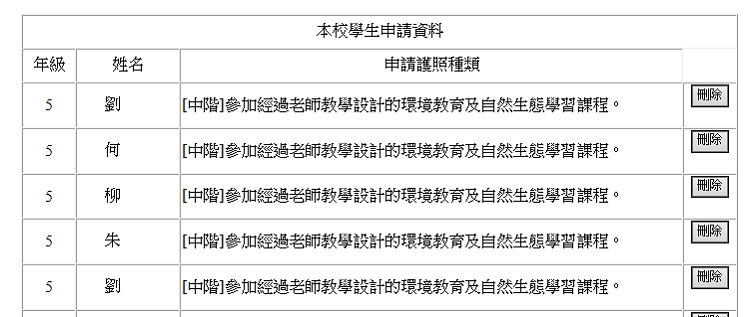 本校學生申請資料
年級 姓名 申請護照種類
5 劉 [中階]參加經過老師教學設計的環境教育及自然生態學習課程。 刪除
5 何 [中階]參加經過老師教學設計的環境教育及自然生態學習課程。 刪除
5 柳 [中階]參加經過老師教學設計的環境教育及自然生態學習課程。 刪除
5 朱 [中階]參加經過老師教學設計的環境教育及自然生態學習課程。 刪除
5 劉 [中階]參加經過老師教學設計的環境教育及自然生態學習課程。 刪除